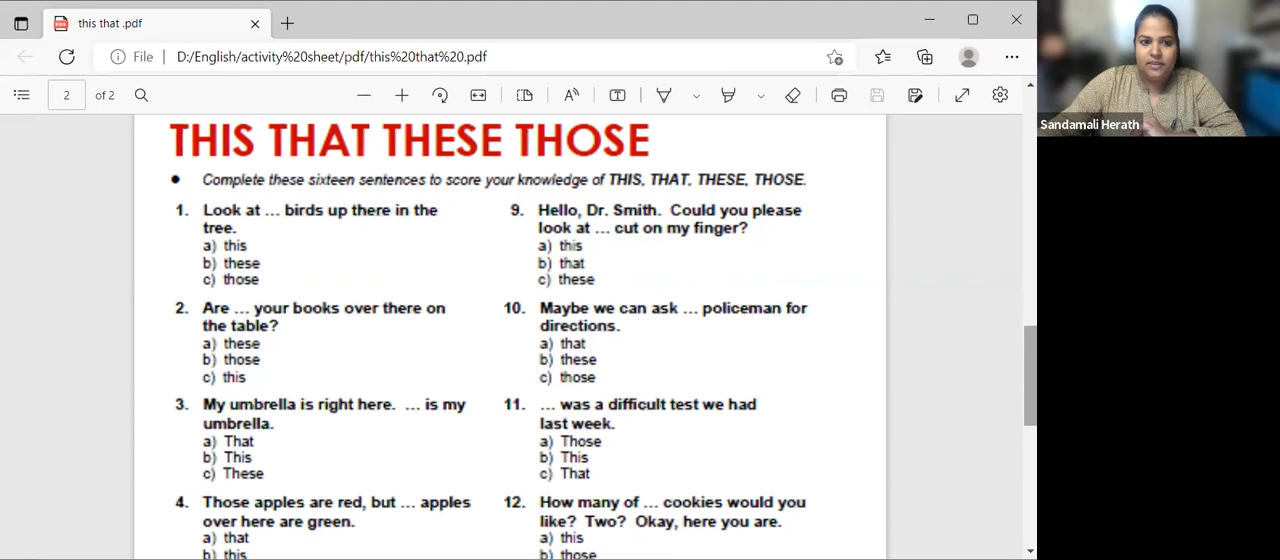 this that .pdf
File
D:/English/activity%20sheet/pdf/this%20that%20.pdf
2
of 2
THIS THAT THESE THOSE
• Complete these sixteen sentences to score your knowledge of THIS, THAT, THESE, THOSE.
1. Look at ... birds up there in the
tree.
a) this
b) these
c) those
2. Are ... your books over there on
the table?
a) these
b) those
c) this
3. My umbrella is right here. ... is my
umbrella.
a) That
b) This
c) These
4. Those apples are red, but ... apples
over here are green.
a) that
b) this
9. Hello, Dr. Smith. Could you please
look at ... cut on my finger?
a) this
b) that
c) these
10. Maybe we can ask ... policeman for
directions.
a) that
b) these
c) those
11. ... was a difficult test we had
last week.
a) Those
b) This
c) That
12. How many of ... cookies would you
like? Two? Okay, here you are.
a) this
b) those
Sandamali Herath